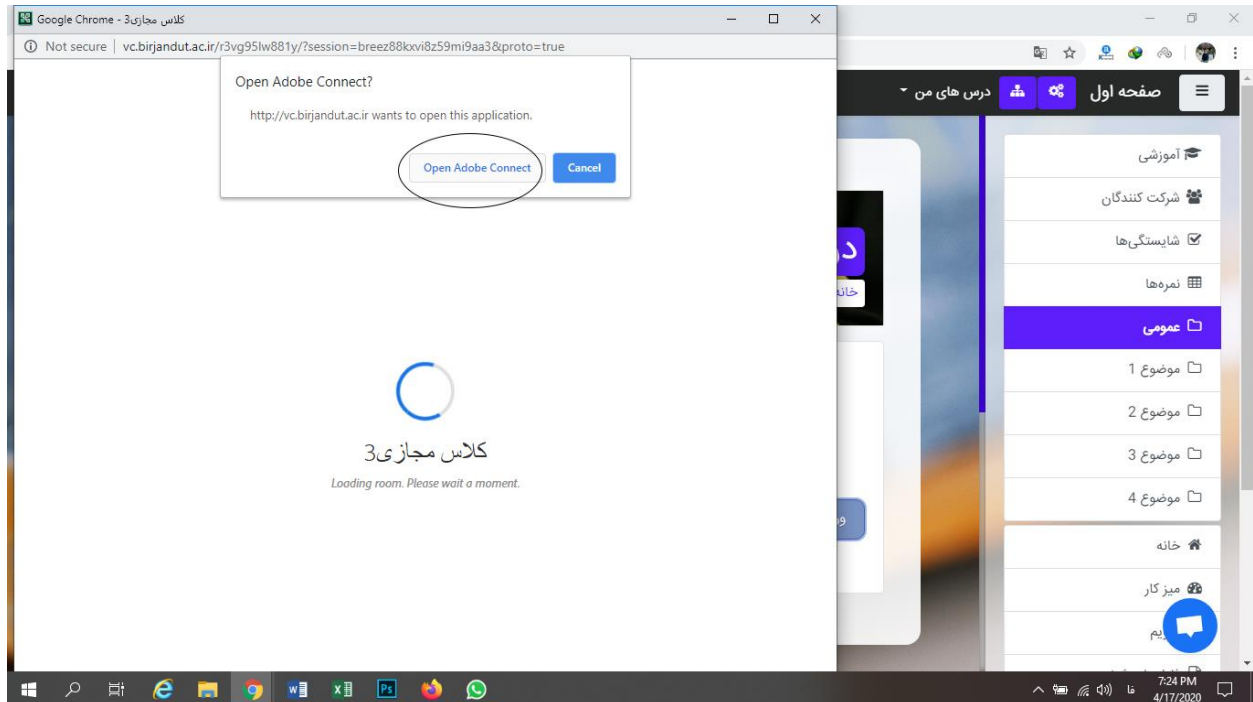 کلاس مجازی3 - Google Chrome
Not secure | vc.birjandut.ac.ir/r3vg95lw881y/?session=breez88kxvi8z59mi9aa3&proto=true
Open Adobe Connect?
http://vc.birjandut.ac.ir wants to open this application.
Open Adobe Connect
Cancel
کلاس مجازی3
Loading room. Please wait a moment.
صفحه اول
درس های من
آموزشی
شرکت کنندگان
شایستگی‌ها
نمره‌ها
عمومی
موضوع 1
موضوع 2
موضوع 3
موضوع 4
خانه
میز کار
خانه
7:24 PM
فا
4/17/2020